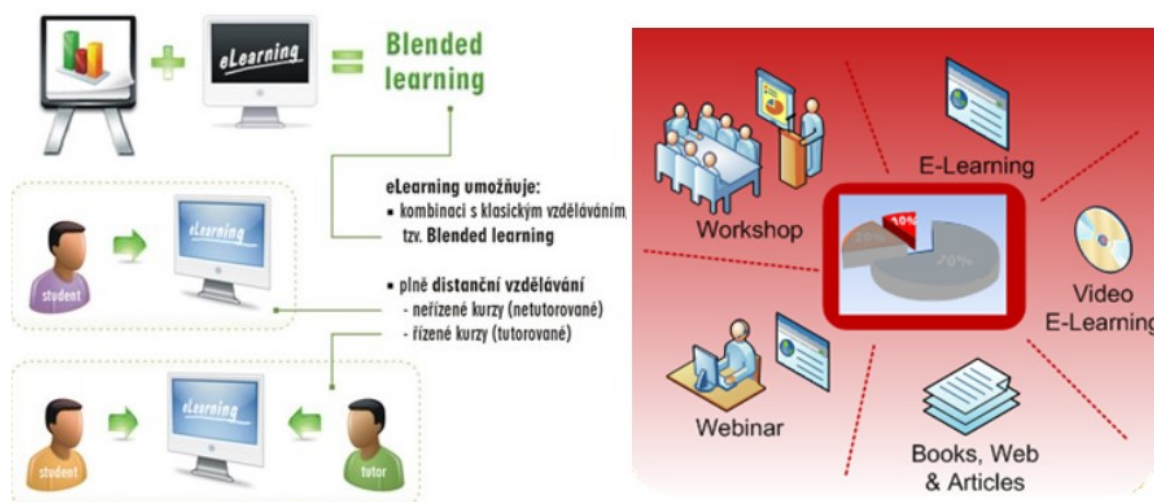 eLearning
Blended
learning
eLearning umožňuje:
▪ kombinaci s klasickým vzděláváním,
tzv. Blended learning
▪ plně distanční vzdělávání
- neřízené kurzy (netutorované)
- řízené kurzy (tutorované)
student
eLearning
student
eLearning
tutor
Workshop
E-Learning
Video
E-Learning
Books, Web
& Articles
Webinar
20%
10%
70%